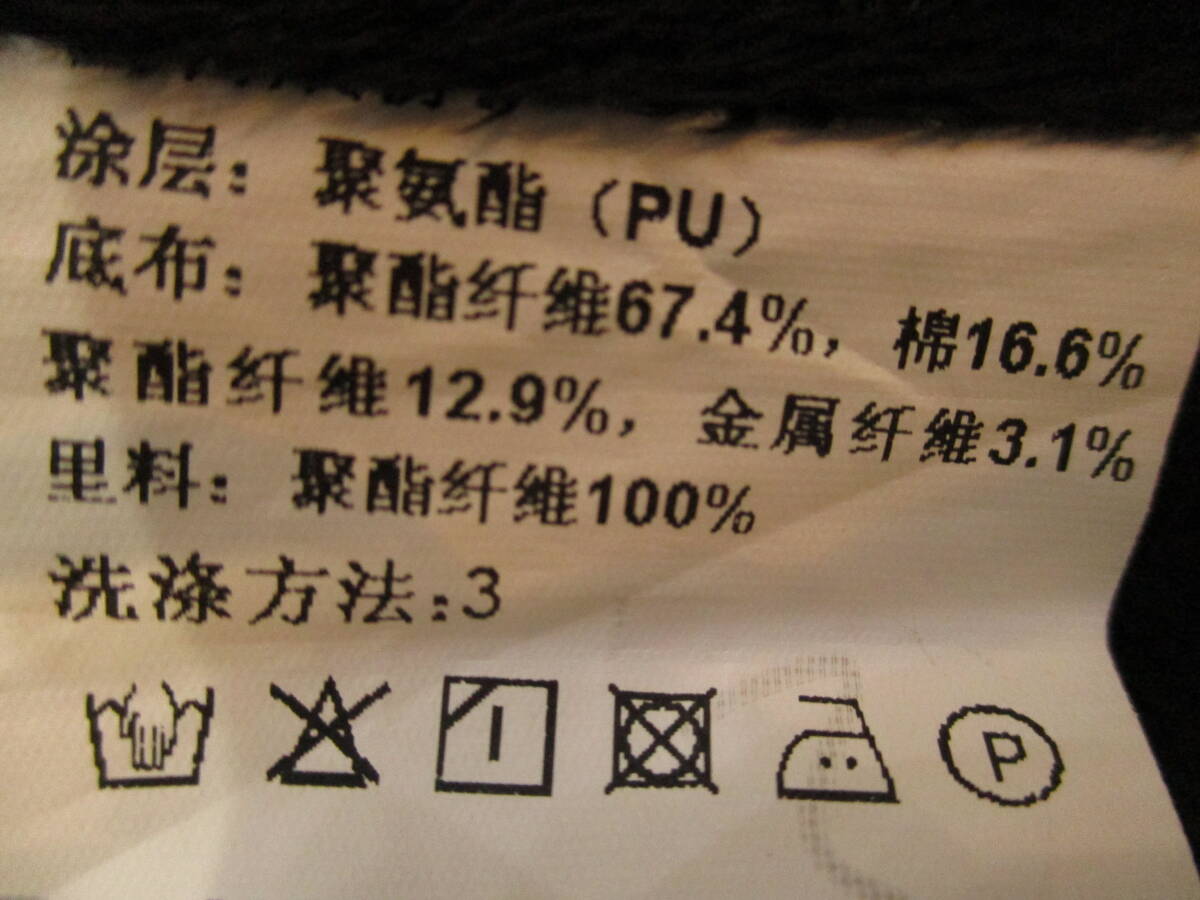 涂层：聚氨酯（PU）
底布：聚酯纤维67.4%，棉16.6%
聚酯纤维12.9%，金属纤维3.1%
里料：聚酯纤维100%
洗涤方法:3
P